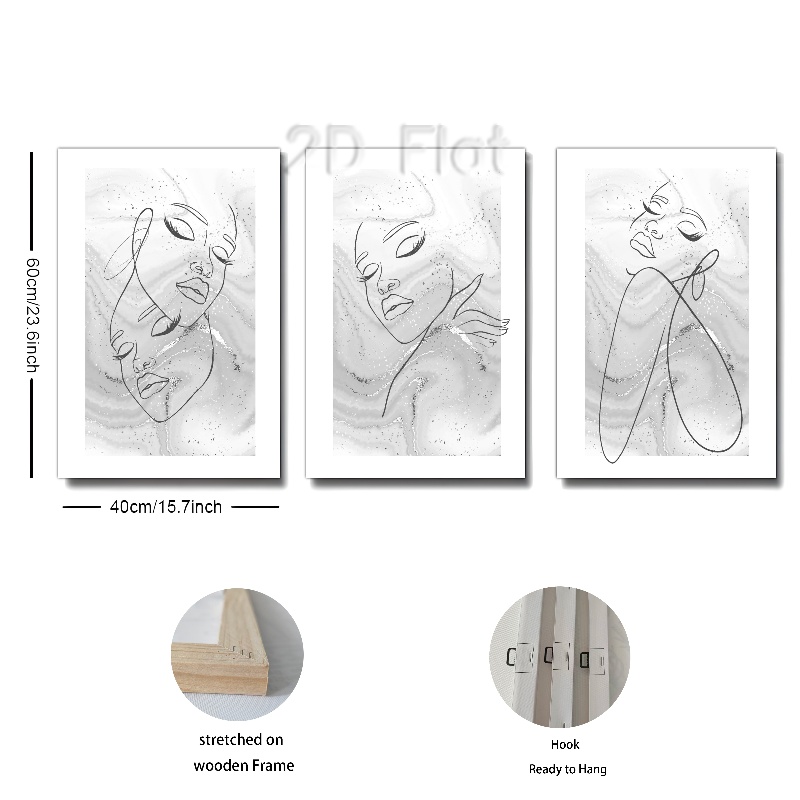 2D Flat
60cm/23.6inch
40cm/15.7inch
stretched on
wooden Frame
Hook
Ready to Hang